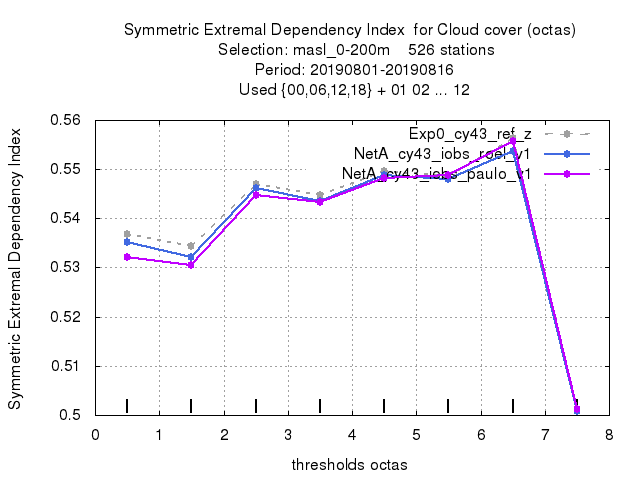 Symmetric Extremal Dependency Index  for Cloud cover (octas)
Selection: masl_0-200m    526 stations
Period: 20190801-20190816
Used {00,06,12,18} + 01 02 ... 12
Symmetric Extremal Dependency Index
0.56
0.55
0.54
0.53
0.52
0.51
0.5
Exp0_cy43_ref_z
NetA_cy43_iobs_roel_v1
NetA_cy43_iobs_paulo_v1
0 1 2 3 4 5 6 7 8
thresholds octas